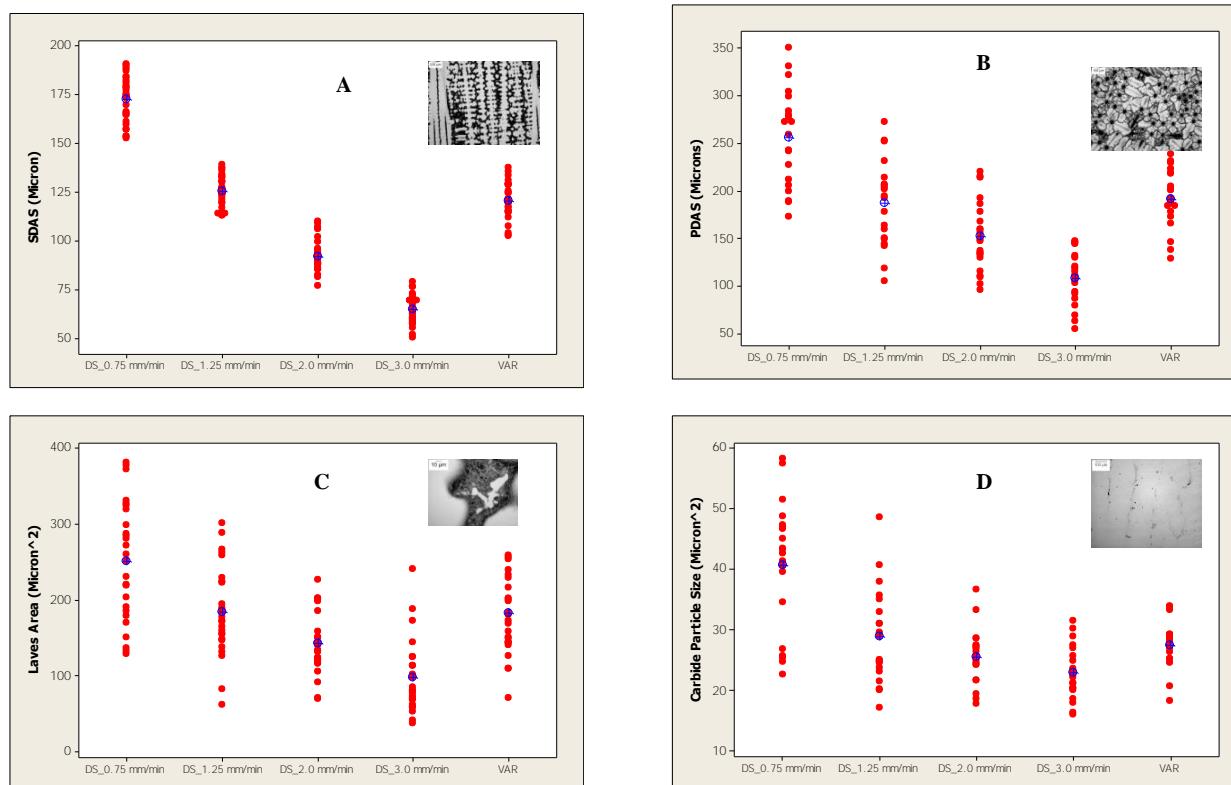 A
SDAS (Micron)
200
175
150
125
100
75
50
DS_0.75 mm/min DS_1.25 mm/min DS_2.0 mm/min DS_3.0 mm/min VAR
B
PDAS (Microns)
350
300
250
200
150
100
50
DS_0.75 mm/min DS_1.25 mm/min DS_2.0 mm/min DS_3.0 mm/min VAR
C
10 µm
Laves Area (Micron^2)
400
300
200
100
0
DS_0.75 mm/min DS_1.25 mm/min DS_2.0 mm/min DS_3.0 mm/min VAR
D
Carbide Particle Size (Micron^2)
60
50
40
30
20
10
DS_0.75 mm/min DS_1.25 mm/min DS_2.0 mm/min DS_3.0 mm/min VAR